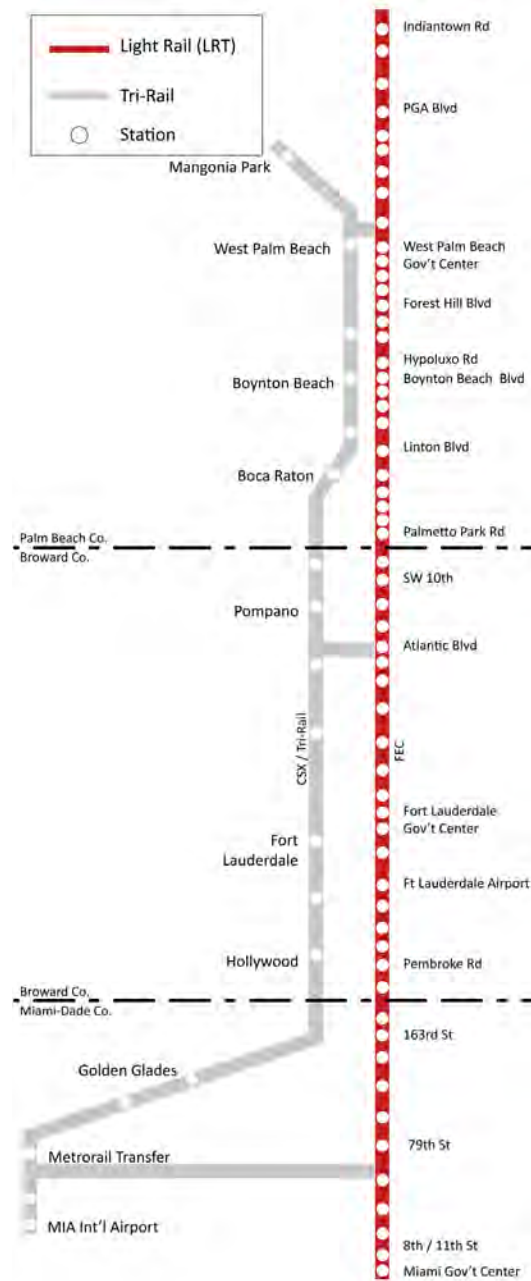 Light Rail (LRT)
Tri-Rail
Station
Indiantown Rd
PGA Blvd
Mangonia Park
West Palm Beach
West Palm Beach
Gov't Center
Forest Hill Blvd
Hypoluxo Rd
Boynton Beach
Boynton Beach Blvd
Linton Blvd
Boca Raton
Palmetto Park Rd
Palm Beach Co.
Broward Co.
SW 10th
Pompano
Atlantic Blvd
CSX / Tri-Rail
FEC
Fort Lauderdale
Gov't Center
Fort
Lauderdale
Ft Lauderdale Airport
Hollywood
Pembroke Rd
Broward Co.
Miami-Dade Co.
163rd St
Golden Glades
79th St
Metrorail Transfer
MIA Int'l Airport
8th / 11th St
Miami Gov't Center